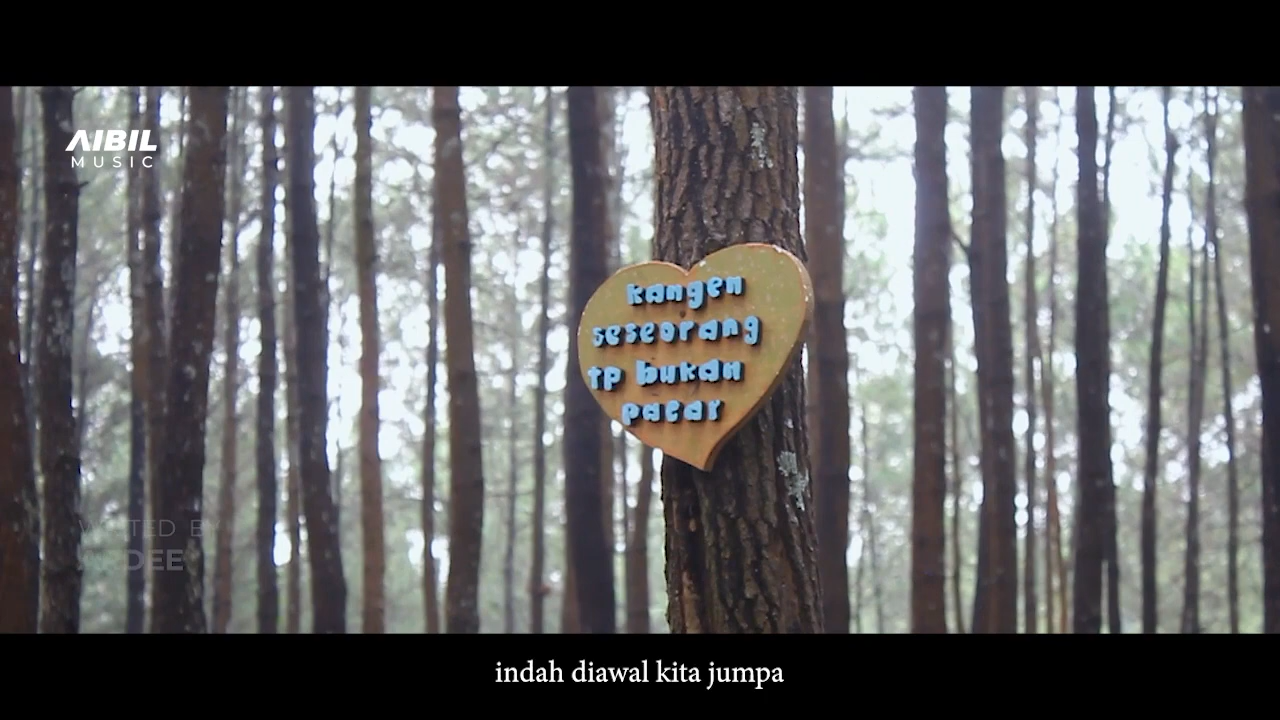 AIBIL
MUSIC
kangen
seseorang
tp bukan
pacar
indah diawal kita jumpa